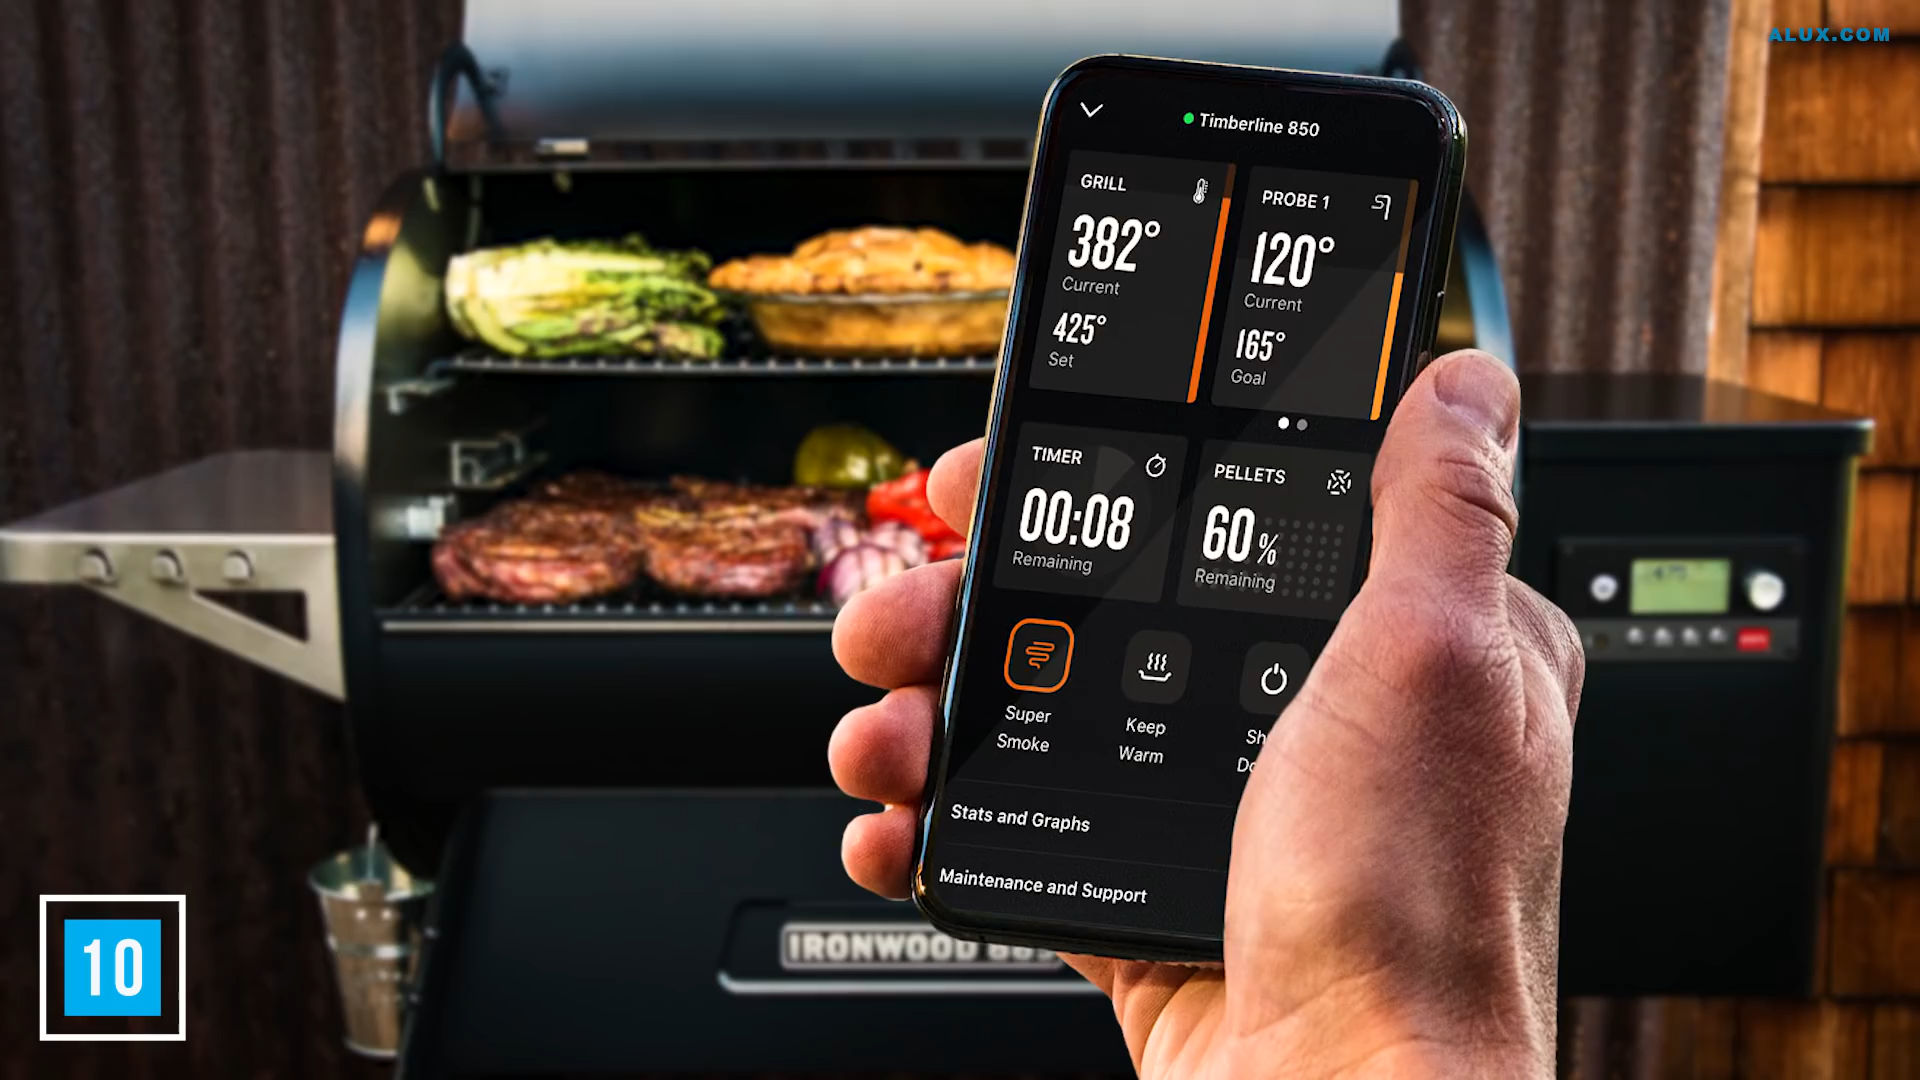 ALUX.COM
Timberline 850
GRILL
382°
Current
425°
Set
PROBE 1
120°
Current
165°
Goal
TIMER
00:08
Remaining
PELLETS
60%
Remaining
Super
Smoke
Keep
Warm
Stats and Graphs
Maintenance and Support
IRONWOOD
10